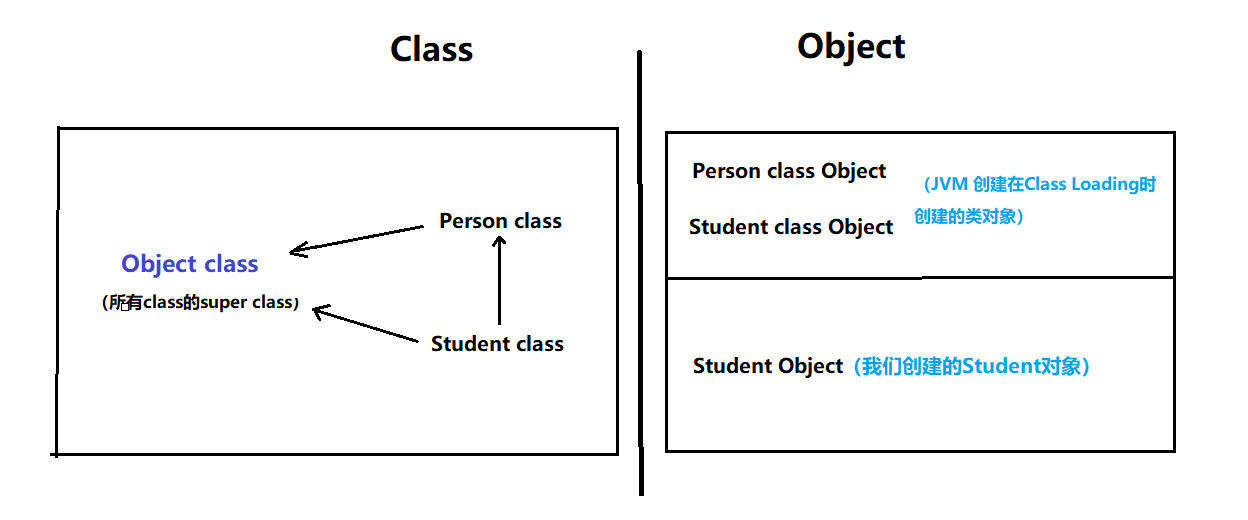 Class
Object
Person class
Object class
(所有class的super class)
Student class
Person class Object
(JVM 创建在Class Loading时
创建的类对象)
Student class Object
Student Object (我们创建的Student对象)